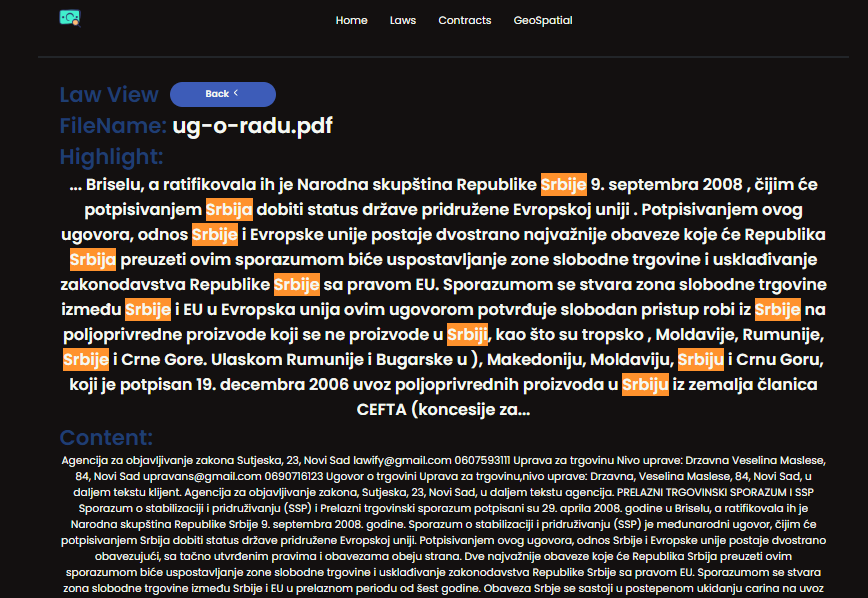 Home Laws Contracts GeoSpatial
Law View Back <
FileName: ug-o-radu.pdf
Highlight:
... Briselu, a ratifikovala ih je Narodna skupština Republike Srbije 9. septembra 2008 , čijim će
potpisivanjem Srbija dobiti status države pridružene Evropskoj uniji . Potpisivanjem ovog
ugovora, odnos Srbije i Evropske unije postaje dvostrano najvažnije obaveze koje će Republika
Srbija preuzeti ovim sporazumom biće uspostavljanje zone slobodne trgovine i usklađivanje
zakonodavstva Republike Srbije sa pravom EU. Sporazumom se stvara zona slobodne trgovine
između Srbije i EU u Evropska unija ovim ugovorom potvrđuje slobodan pristup robi iz Srbije na
poljoprivredne proizvode koji se ne proizvode u Srbiji, kao što su tropsko , Moldavije, Rumunije,
Srbije i Crne Gore. Ulaskom Rumunije i Bugarske u ), Makedoniju, Moldaviju, Srbiju i Crnu Goru,
koji je potpisan 19. decembra 2006 uvoz poljoprivrednih proizvoda u Srbiju iz zemalja članica
CEFTA (koncesije za...
Content:
Agencija za objavljivanje zakona Sutjeska, 23, Novi Sad lawify@gmail.com 0607593111 Uprava za trgovinu Nivo uprave: Drzavna Veselina Maslese,
84, Novi Sad upravans@gmail.com 0690716123 Ugovor o trgovini Uprava za trgovinu,nivo uprave: Drzavna, Veselina Maslese, 84, Novi Sad, u
daljem tekstu klijent. Agencija za objavljivanje zakona, Sutjeska, 23, Novi Sad, u daljem tekstu agencija. PRELAZNI TRGOVINSKI SPORAZUM I SSP
Sporazum o stabilizaciji i pridruživanju (SSP) i Prelazni trgovinski sporazum potpisani su 29. aprila 2008. godine u Briselu, a ratifikovala ih je
Narodna skupština Republike Srbije 9. septembra 2008. godine. Sporazum o stabilizaciji i pridruživanju (SSP) je međunarodni ugovor, čijim će
potpisivanjem Srbija dobiti status države pridružene Evropskoj uniji. Potpisivanjem ovog ugovora, odnos Srbije i Evropske unije postaje dvostrano
obavezujući, sa tačno utvrđenim pravima i obavezama obeju strana. Dve najvažnije obaveze koje će Republika Srbija preuzeti ovim
sporazumom biće uspostavljanje zone slobodne trgovine i usklađivanje zakonodavstva Republike Srbije sa pravom EU. Sporazumom se stvara
zona slobodne trgovine između Srbije i EU u prelaznom periodu od šest godine. Obaveza Srbje se sastoji u postepenom ukidanju carina na uvoz